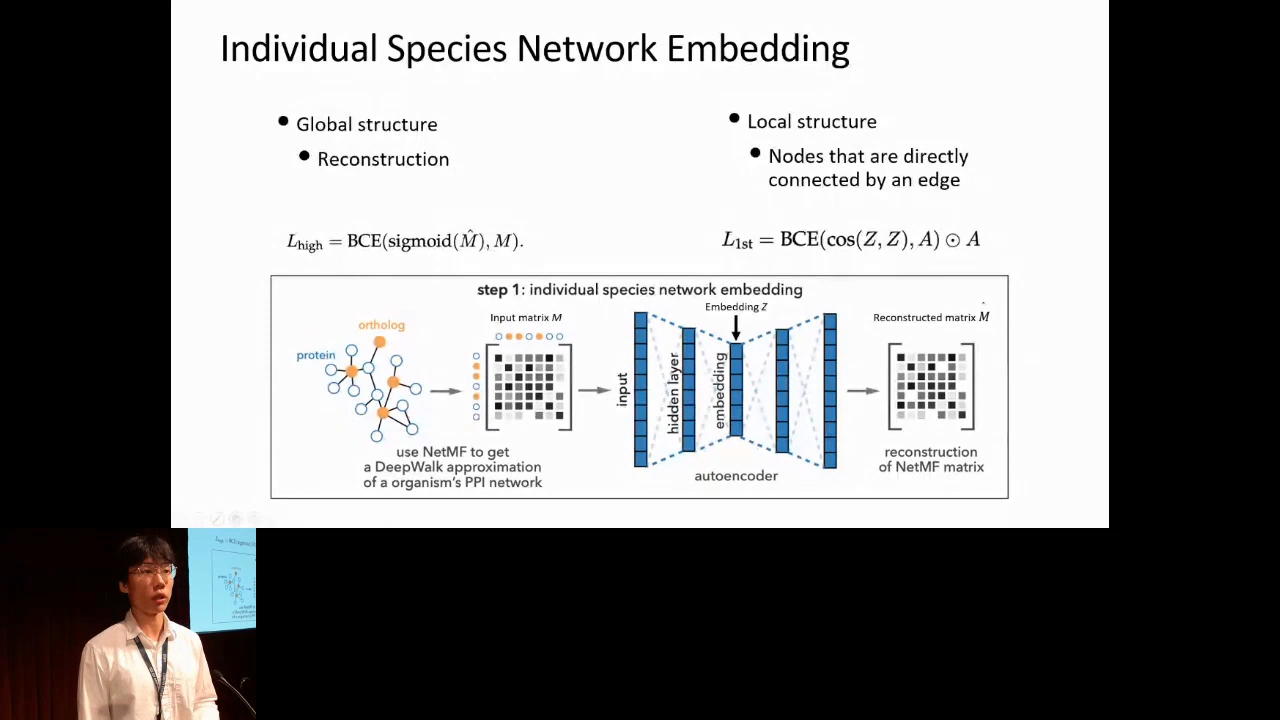 Individual Species Network Embedding
• Global structure
• Reconstruction
• Local structure
• Nodes that are directly
connected by an edge
L_high = BCE(sigmoid(M̂), M).
L_1st = BCE(cos(Z, Z), A) ⊙ A
step 1: individual species network embedding
ortholog
protein
Input matrix M
Embedding Z
Reconstructed matrix M̂
input
hidden layer
embedding
use NetMF to get
a DeepWalk approximation
of a organism's PPI network
autoencoder
reconstruction
of NetMF matrix